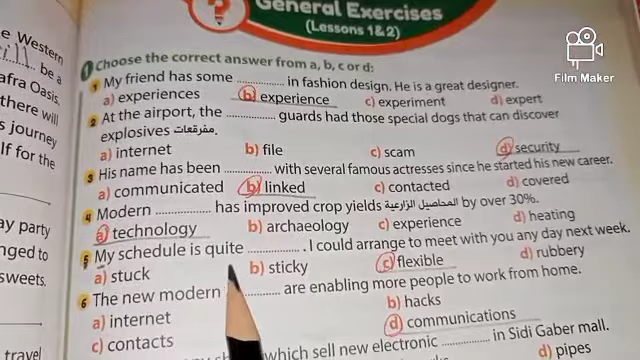 General Exercises
(Lessons 1&2)
Film Maker
e Western
be a
afra Oasis,
there will
s journey
lf for the
ay party
nged to
sweets,
travel
1 Choose the correct answer from a, b, c or d:
1 My friend has some .............. in fashion design. He is a great designer.
a) experiences b) experience c) experiment d) expert
2 At the airport, the .............. guards had those special dogs that can discover
explosives مفرقعات.
a) internet b) file c) scam d) security
3 His name has been .............. with several famous actresses since he started his new career.
a) communicated b) linked c) contacted d) covered
4 Modern .............. has improved crop yields المحاصيل الزراعية by over 30%.
a) technology b) archaeology c) experience d) heating
5 My schedule is quite .............. . I could arrange to meet with you any day next week.
a) stuck b) sticky c) flexible d) rubbery
6 The new modern .............. are enabling more people to work from home.
a) internet b) hacks
c) contacts d) communications
which sell new electronic .............. in Sidi Gaber mall.
d) pipes